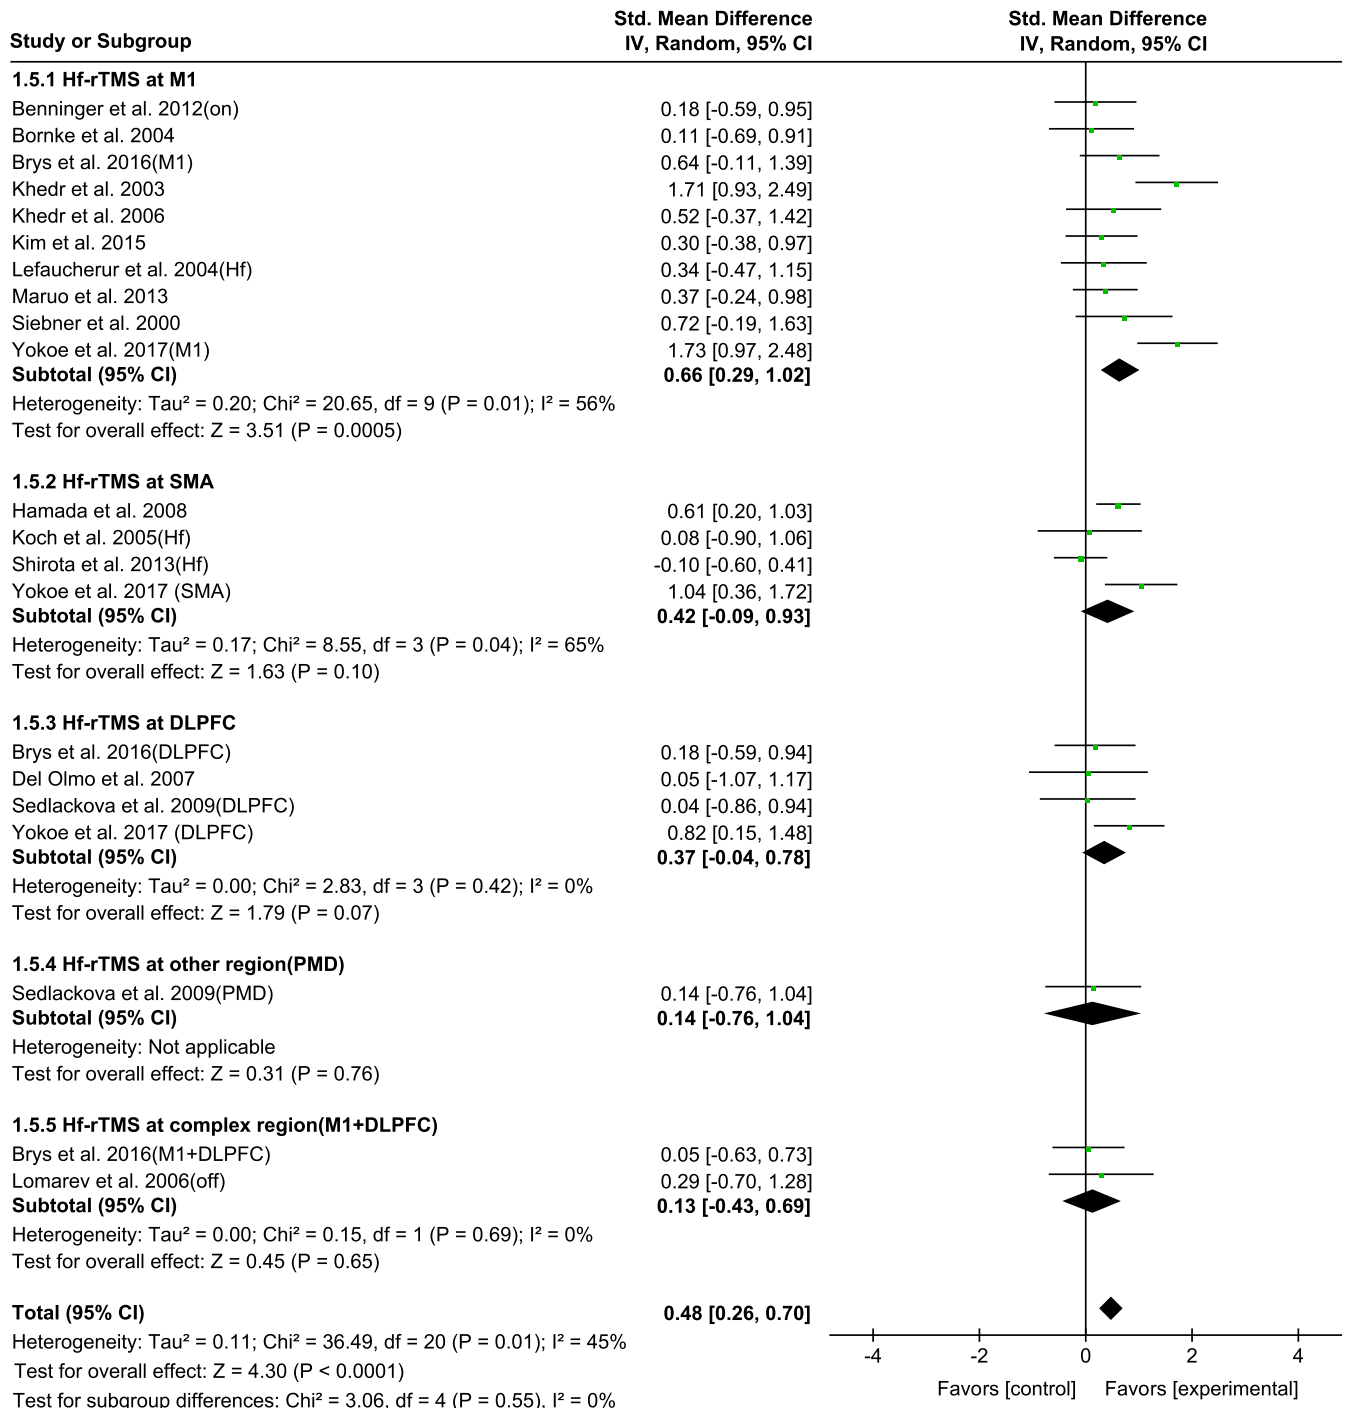 Std. Mean Difference Std. Mean Difference
Study or Subgroup IV, Random, 95% CI IV, Random, 95% CI
1.5.1 Hf-rTMS at M1
Benninger et al. 2012(on) 0.18 [-0.59, 0.95]
Bornke et al. 2004 0.11 [-0.69, 0.91]
Brys et al. 2016(M1) 0.64 [-0.11, 1.39]
Khedr et al. 2003 1.71 [0.93, 2.49]
Khedr et al. 2006 0.52 [-0.37, 1.42]
Kim et al. 2015 0.30 [-0.38, 0.97]
Lefaucherur et al. 2004(Hf) 0.34 [-0.47, 1.15]
Maruo et al. 2013 0.37 [-0.24, 0.98]
Siebner et al. 2000 0.72 [-0.19, 1.63]
Yokoe et al. 2017(M1) 1.73 [0.97, 2.48]
Subtotal (95% CI) 0.66 [0.29, 1.02]
Heterogeneity: Tau² = 0.20; Chi² = 20.65, df = 9 (P = 0.01); I² = 56%
Test for overall effect: Z = 3.51 (P = 0.0005)
1.5.2 Hf-rTMS at SMA
Hamada et al. 2008 0.61 [0.20, 1.03]
Koch et al. 2005(Hf) 0.08 [-0.90, 1.06]
Shirota et al. 2013(Hf) -0.10 [-0.60, 0.41]
Yokoe et al. 2017 (SMA) 1.04 [0.36, 1.72]
Subtotal (95% CI) 0.42 [-0.09, 0.93]
Heterogeneity: Tau² = 0.17; Chi² = 8.55, df = 3 (P = 0.04); I² = 65%
Test for overall effect: Z = 1.63 (P = 0.10)
1.5.3 Hf-rTMS at DLPFC
Brys et al. 2016(DLPFC) 0.18 [-0.59, 0.94]
Del Olmo et al. 2007 0.05 [-1.07, 1.17]
Sedlackova et al. 2009(DLPFC) 0.04 [-0.86, 0.94]
Yokoe et al. 2017 (DLPFC) 0.82 [0.15, 1.48]
Subtotal (95% CI) 0.37 [-0.04, 0.78]
Heterogeneity: Tau² = 0.00; Chi² = 2.83, df = 3 (P = 0.42); I² = 0%
Test for overall effect: Z = 1.79 (P = 0.07)
1.5.4 Hf-rTMS at other region(PMD)
Sedlackova et al. 2009(PMD) 0.14 [-0.76, 1.04]
Subtotal (95% CI) 0.14 [-0.76, 1.04]
Heterogeneity: Not applicable
Test for overall effect: Z = 0.31 (P = 0.76)
1.5.5 Hf-rTMS at complex region(M1+DLPFC)
Brys et al. 2016(M1+DLPFC) 0.05 [-0.63, 0.73]
Lomarev et al. 2006(off) 0.29 [-0.70, 1.28]
Subtotal (95% CI) 0.13 [-0.43, 0.69]
Heterogeneity: Tau² = 0.00; Chi² = 0.15, df = 1 (P = 0.69); I² = 0%
Test for overall effect: Z = 0.45 (P = 0.65)
Total (95% CI) 0.48 [0.26, 0.70]
Heterogeneity: Tau² = 0.11; Chi² = 36.49, df = 20 (P = 0.01); I² = 45%
Test for overall effect: Z = 4.30 (P < 0.0001)
Test for subgroup differences: Chi² = 3.06, df = 4 (P = 0.55), I² = 0%
-4 -2 0 2 4
Favors [control] Favors [experimental]